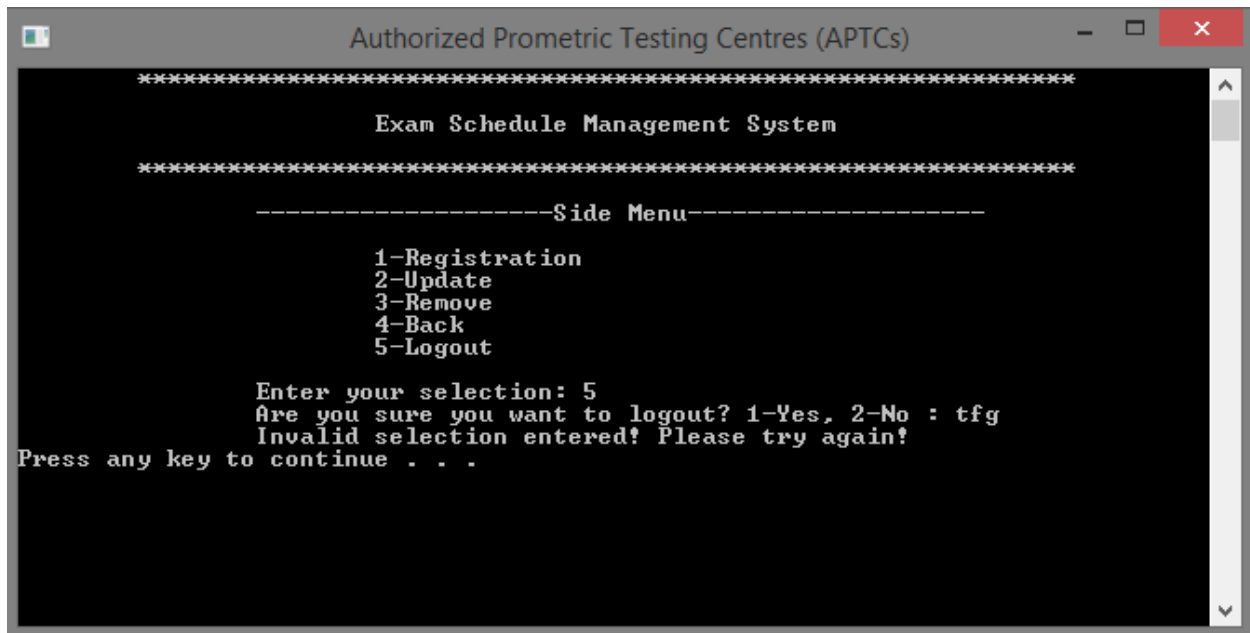 Authorized Prometric Testing Centres (APTCs)
***************************************************************
Exam Schedule Management System
***************************************************************
--------------------Side Menu--------------------
1-Registration
2-Update
3-Remove
4-Back
5-Logout
Enter your selection: 5
Are you sure you want to logout? 1-Yes, 2-No : tfg
Invalid selection entered! Please try again!
Press any key to continue . . .